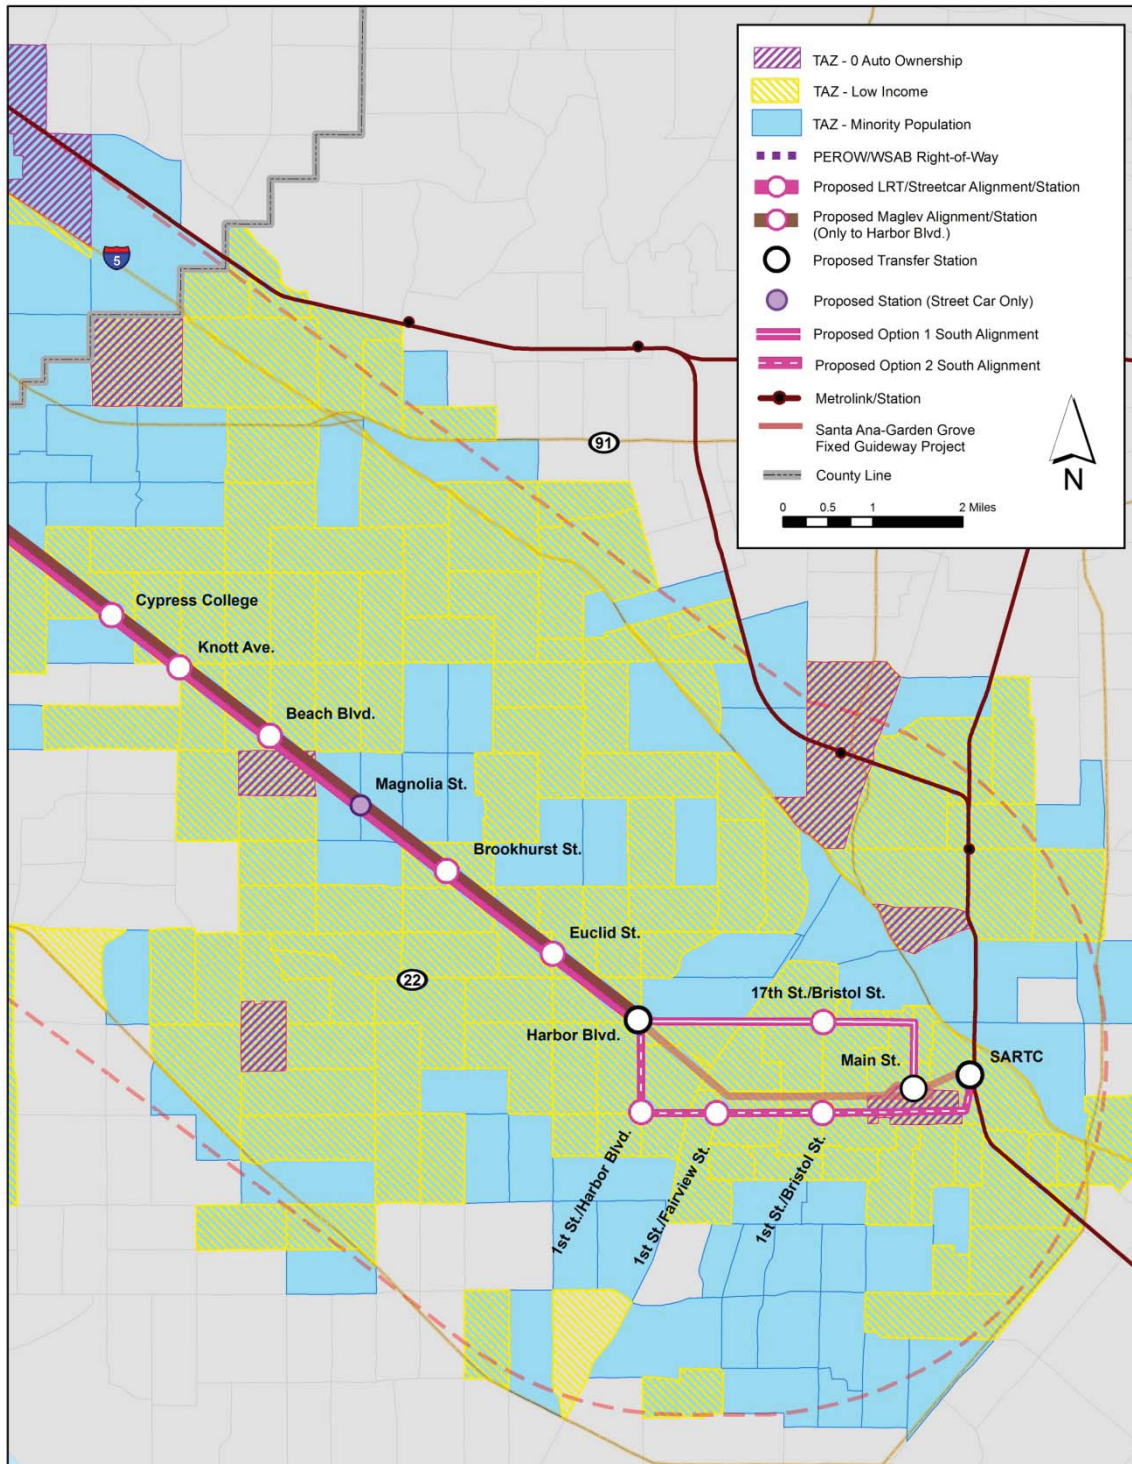 TAZ - 0 Auto Ownership
TAZ - Low Income
TAZ - Minority Population
PEROW/WSAB Right-of-Way
Proposed LRT/Streetcar Alignment/Station
Proposed Maglev Alignment/Station
(Only to Harbor Blvd.)
Proposed Transfer Station
Proposed Station (Street Car Only)
Proposed Option 1 South Alignment
Proposed Option 2 South Alignment
Metrolink/Station
Santa Ana-Garden Grove
Fixed Guideway Project
County Line
N
0 0.5 1 2 Miles
5
91
Cypress College
Knott Ave.
Beach Blvd.
Magnolia St.
Brookhurst St.
Euclid St.
22
17th St./Bristol St.
Harbor Blvd.
Main St.
SARTC
1st St./Harbor Blvd.
1st St./Fairview St.
1st St./Bristol St.